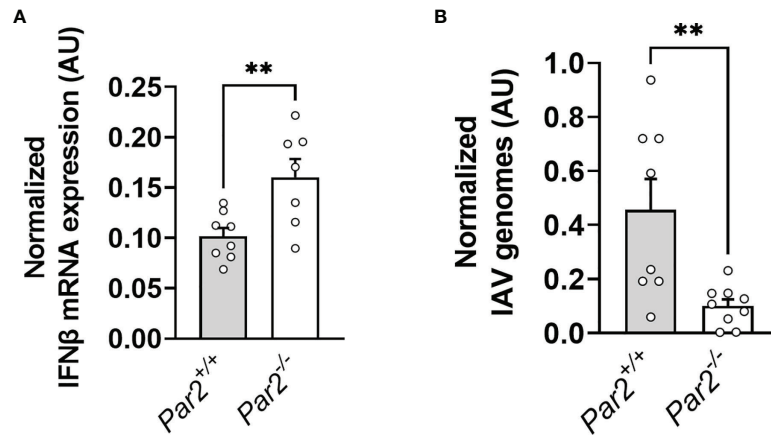 A
Normalized
IFNβ mRNA expression (AU)
0.25
0.20
0.15
0.10
0.05
0.00
**
Par2+/+
Par2-/-
B
Normalized
IAV genomes (AU)
1.0
0.8
0.6
0.4
0.2
0.0
**
Par2+/+
Par2-/-